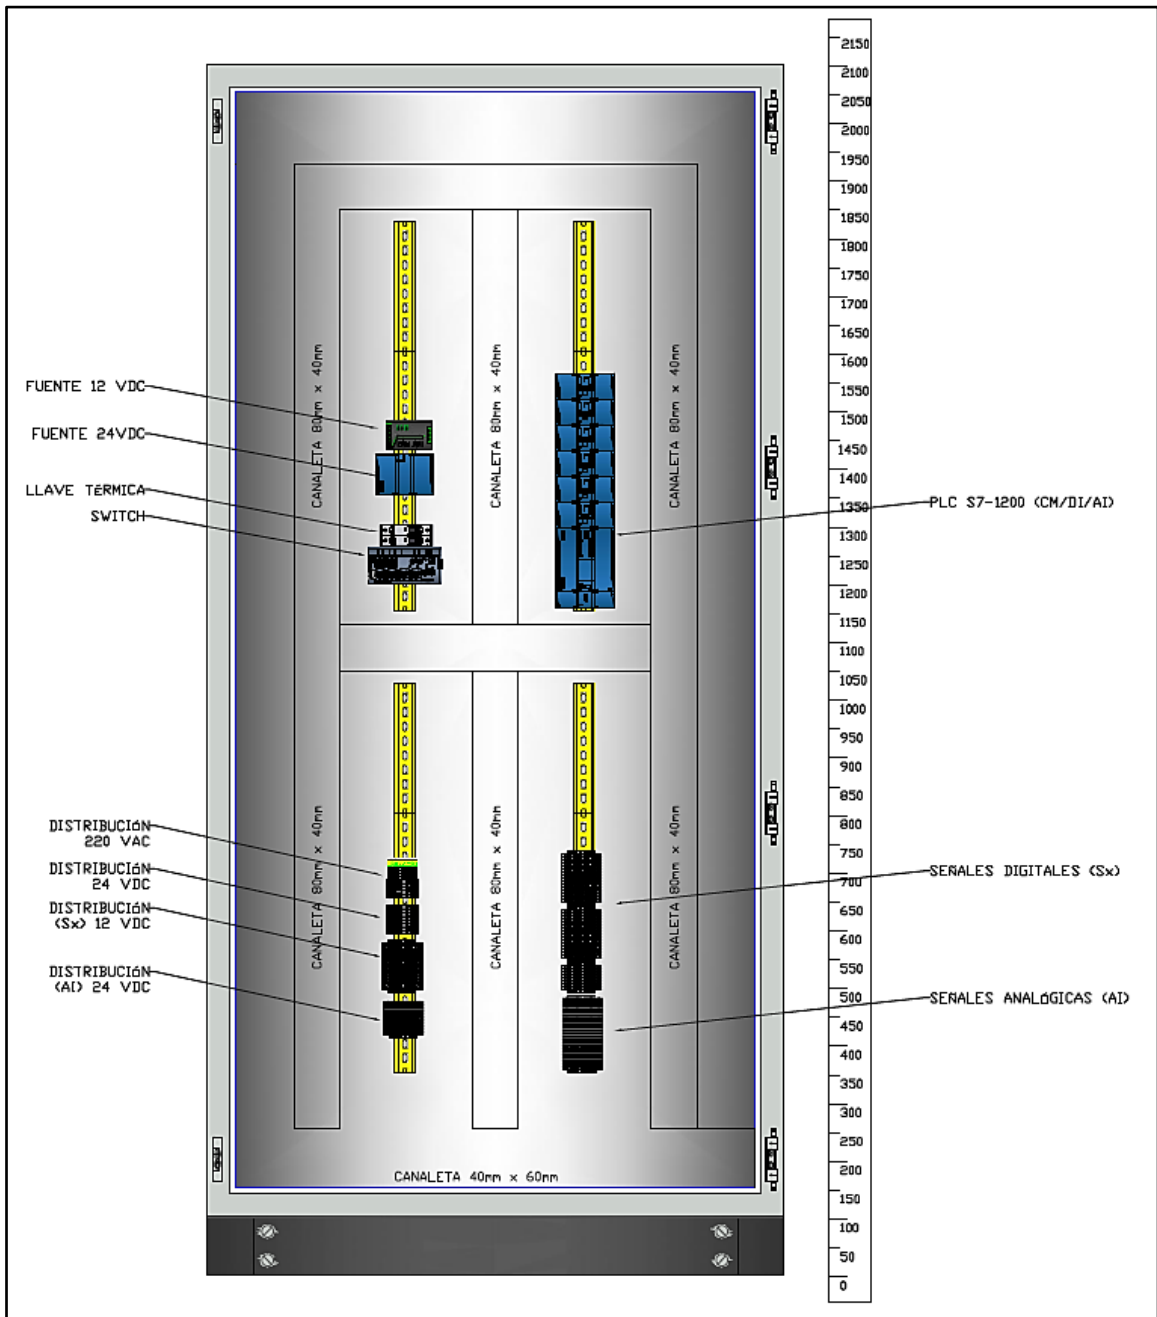 FUENTE 12 VDC
FUENTE 24VDC
LLAVE TéRMICA
SWITCH
DISTRIBUCIóN
220 VAC
DISTRIBUCIóN
24 VDC
DISTRIBUCIóN
(Sx) 12 VDC
DISTRIBUCIóN
(AI) 24 VDC
CANALETA 80mm x 40mm
CANALETA 80mm x 40mm
CANALETA 80mm x 40mm
CANALETA 80mm x 40mm
CANALETA 80mm x 40mm
CANALETA 80mm x 40mm
CANALETA 40mm x 60mm
PLC S7-1200 (CM/DI/AI)
SEÑALES DIGITALES (Sx)
SEÑALES ANALóGICAS (AI)
2150
2100
2050
2000
1950
1900
1850
1800
1750
1700
1650
1600
1550
1500
1450
1400
1350
1300
1250
1200
1150
1100
1050
1000
950
900
850
800
750
700
650
600
550
500
450
400
350
300
250
200
150
100
50
0